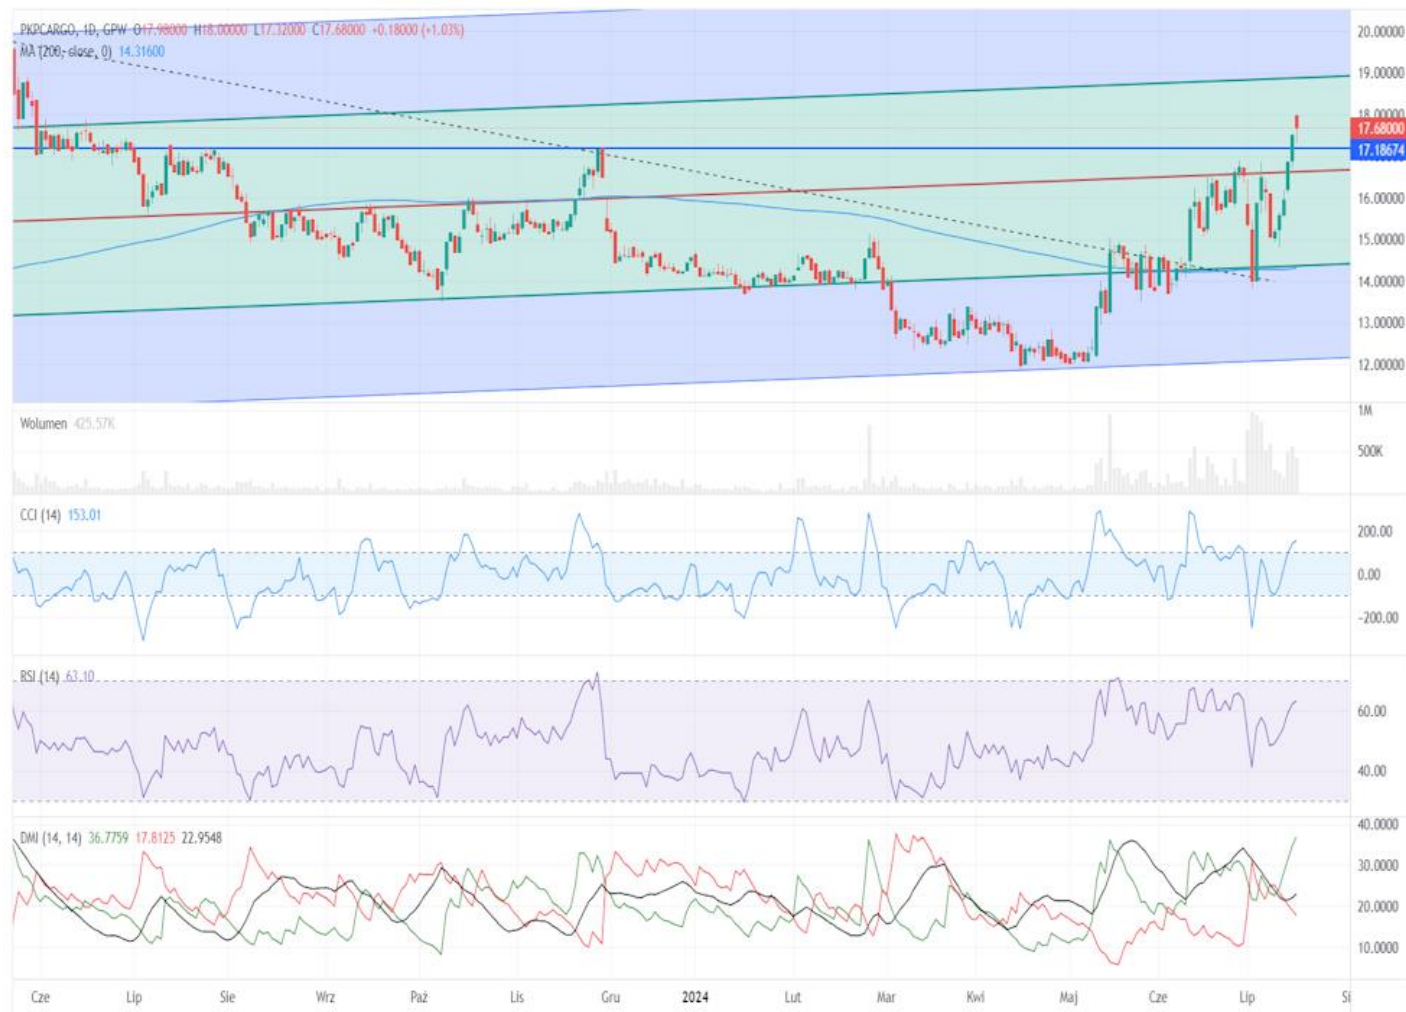 PKPCARGO, 1D, GPW O17.98000 H18.00000 L17.32000 C17.68000 +0.18000 (+1.03%)
MA (200, close, 0) 14.31600
20.00000
19.00000
18.00000
17.68000
17.18674
16.00000
15.00000
14.00000
13.00000
12.00000
Wolumen 425.57K
1M
500K
CCI (14) 153.01
200.00
0.00
-200.00
RSI (14) 63.10
60.00
40.00
DMI (14, 14) 36.7759 17.8125 22.9548
40.0000
30.0000
20.0000
10.0000
Cze Lip Sie Wrz Paź Lis Gru 2024 Lut Mar Kwi Maj Cze Lip Si